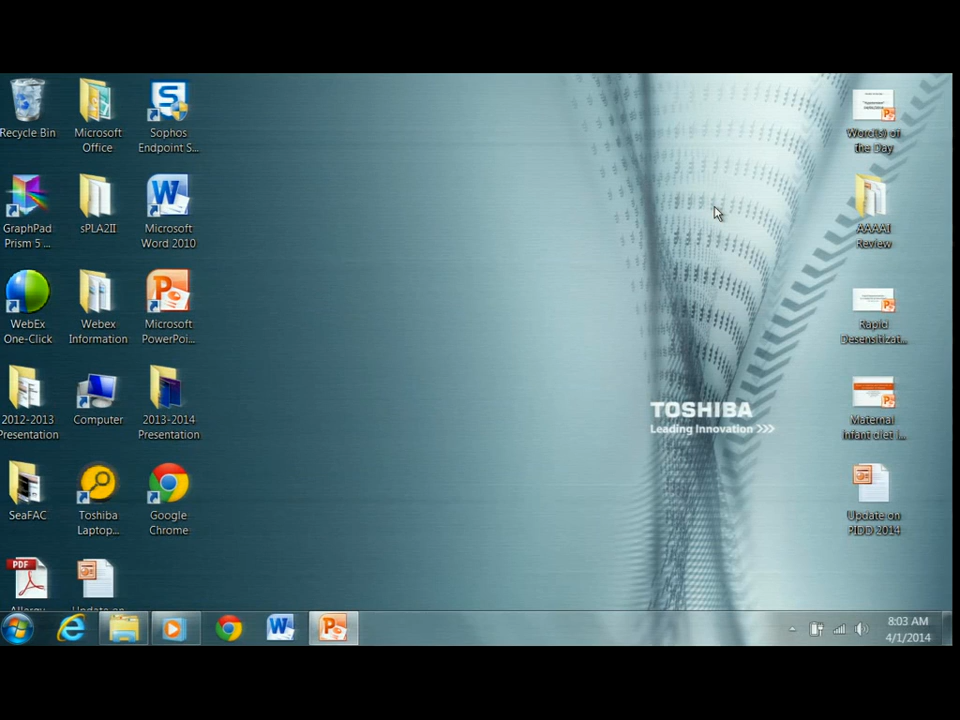 Recycle Bin
Microsoft
Office
Sophos
Endpoint S...
GraphPad
Prism 5 ...
sPLA2II
Microsoft
Word 2010
WebEx
One-Click
Webex
Information
Microsoft
PowerPoi...
2012-2013
Presentation
Computer
2013-2014
Presentation
SeaFAC
Toshiba
Laptop...
Google
Chrome
PDF
Allergy
Update on
Word(s) of
the Day
AAAAI
Review
Rapid
Desensitizat...
Maternal
Infant diet i...
Update on
PIDD 2014
TOSHIBA
Leading Innovation >>>
8:03 AM
4/1/2014